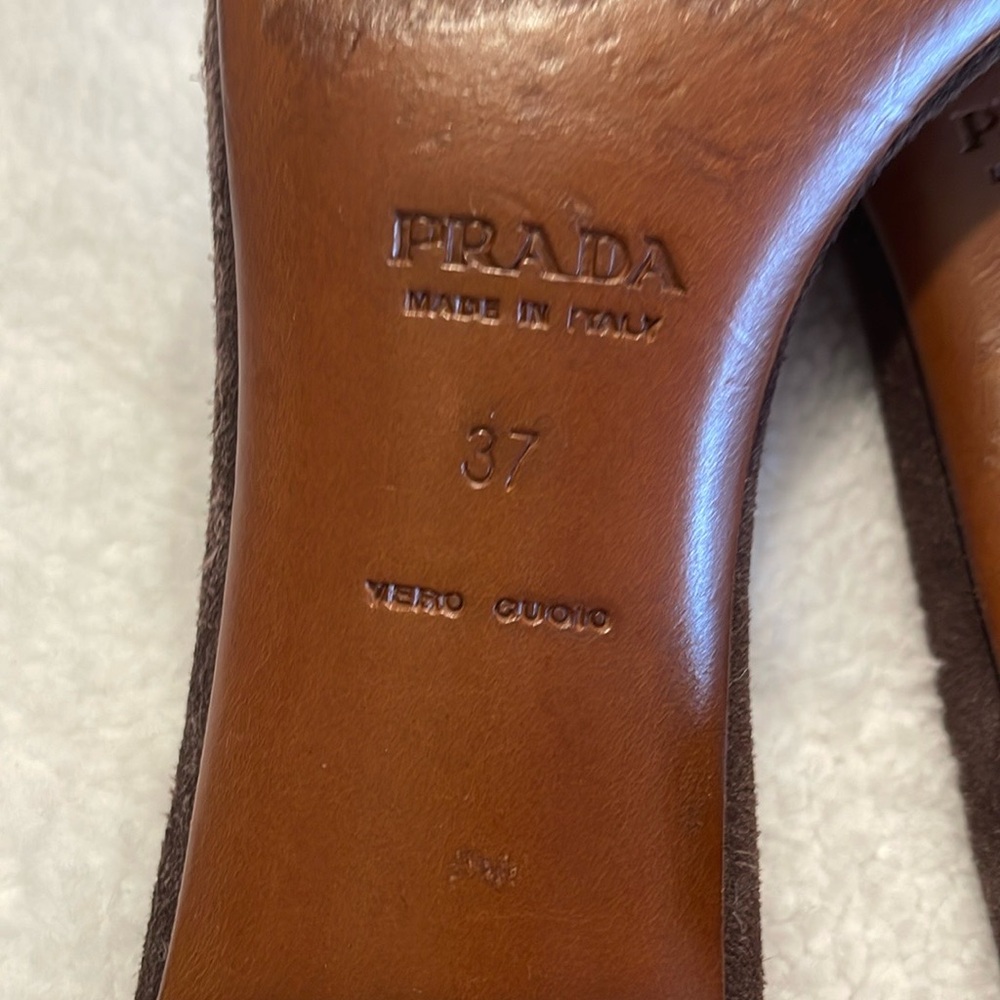 PRADA
MADE IN ITALY
37
VERO CUOIO
P